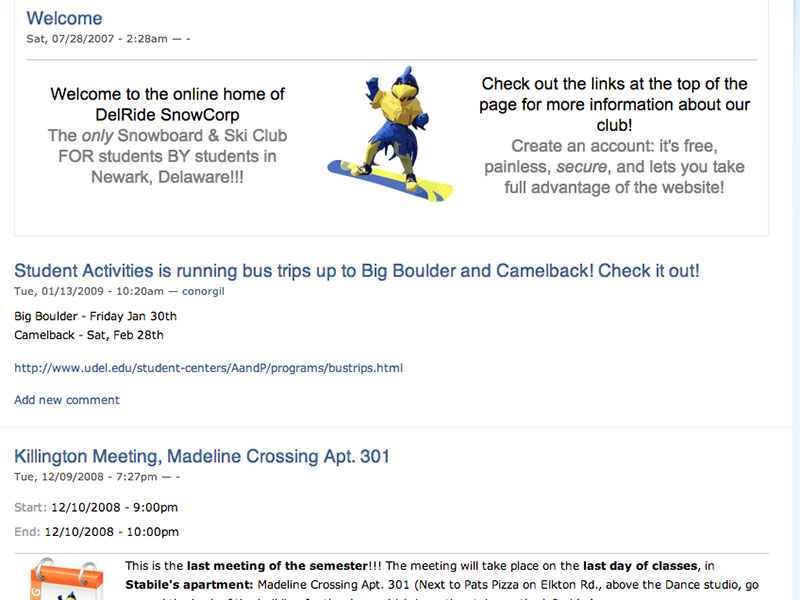 Welcome
Sat, 07/28/2007 - 2:28am — -
Welcome to the online home of
DelRide SnowCorp
The only Snowboard & Ski Club
FOR students BY students in
Newark, Delaware!!!
Check out the links at the top of the
page for more information about our
club!
Create an account: it's free,
painless, secure, and lets you take
full advantage of the website!
Student Activities is running bus trips up to Big Boulder and Camelback! Check it out!
Tue, 01/13/2009 - 10:20am — conorgil
Big Boulder - Friday Jan 30th
Camelback - Sat, Feb 28th
http://www.udel.edu/student-centers/AandP/programs/bustrips.html
Add new comment
Killington Meeting, Madeline Crossing Apt. 301
Tue, 12/09/2008 - 7:27pm — -
Start: 12/10/2008 - 9:00pm
End: 12/10/2008 - 10:00pm
This is the last meeting of the semester!!! The meeting will take place on the last day of classes, in
Stabile's apartment: Madeline Crossing Apt. 301 (Next to Pats Pizza on Elkton Rd., above the Dance studio, go